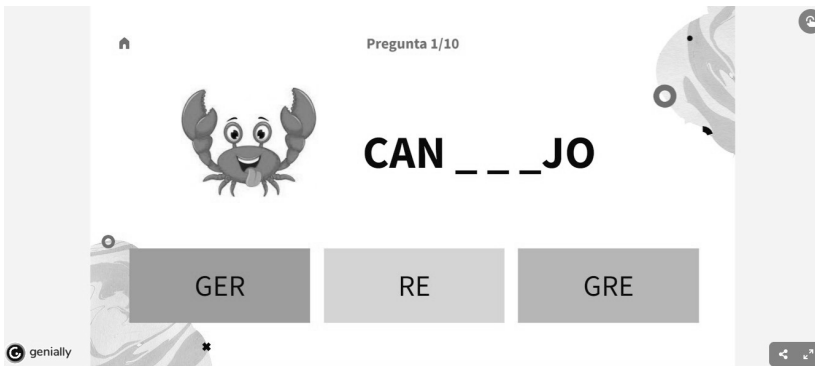 Pregunta 1/10
CAN _ _ _JO
GER
RE
GRE
genially